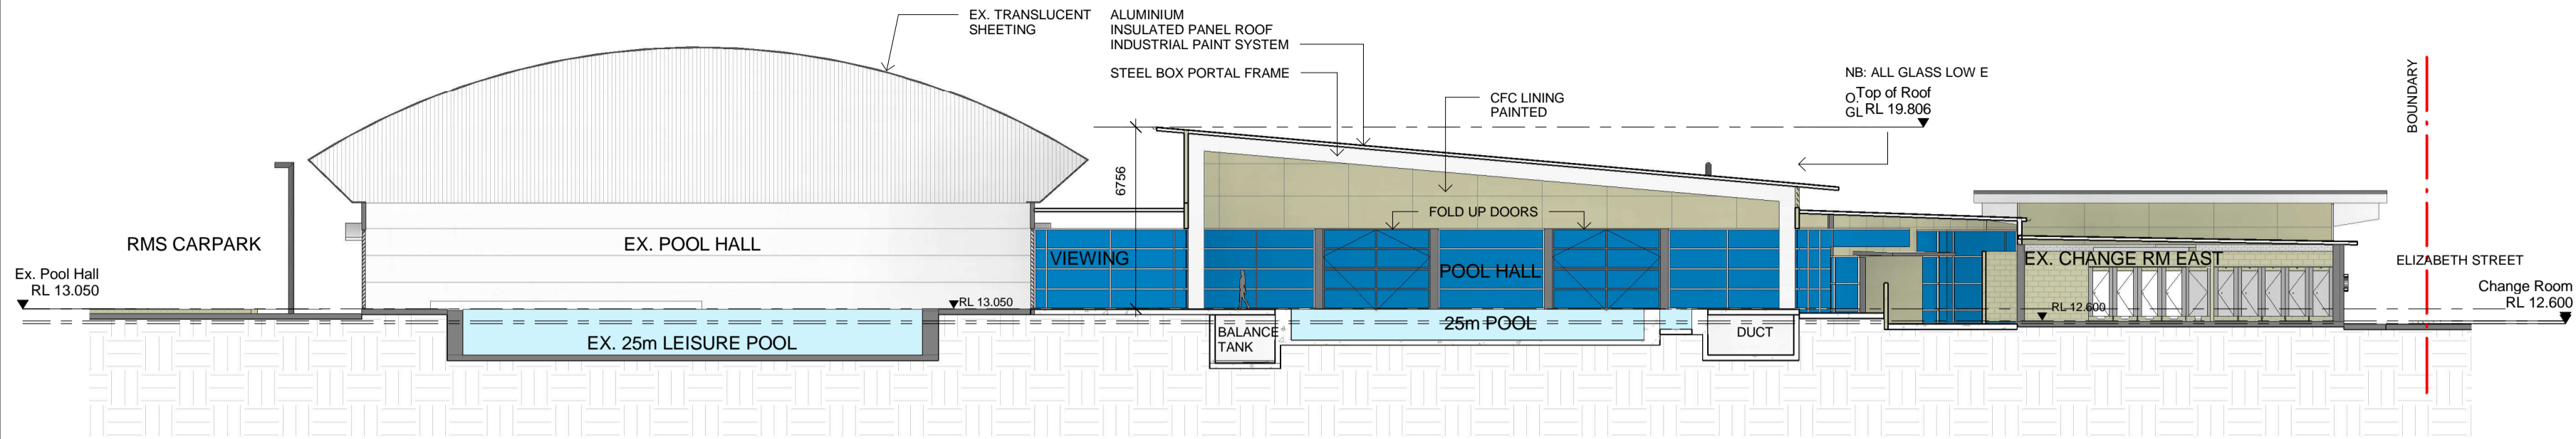 EX. TRANSLUCENT
SHEETING
ALUMINIUM
INSULATED PANEL ROOF
INDUSTRIAL PAINT SYSTEM
STEEL BOX PORTAL FRAME
CFC LINING
PAINTED
NB: ALL GLASS LOW E
O.
GL
Top of Roof
RL 19.806
BOUNDARY
6756
FOLD UP DOORS
RMS CARPARK
EX. POOL HALL
VIEWING
POOL HALL
EX. CHANGE RM EAST
ELIZABETH STREET
Ex. Pool Hall
RL 13.050
RL 13.050
RL 12.600
Change Room
RL 12.600
EX. 25m LEISURE POOL
BALANCE
TANK
25m POOL
DUCT